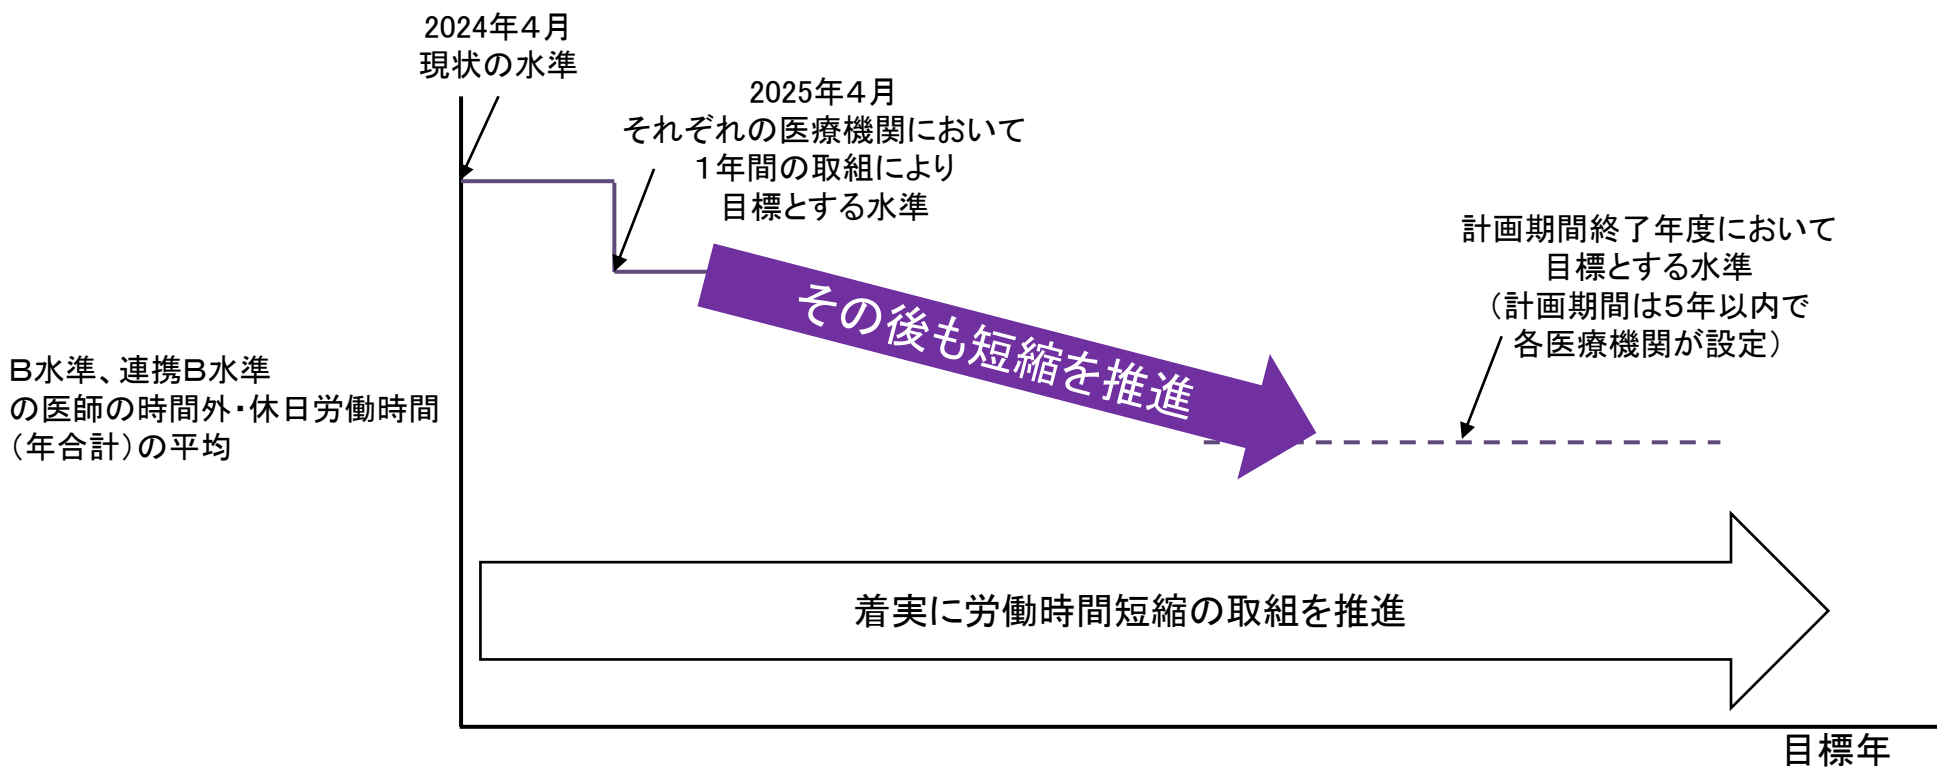 2024年４月
現状の水準
2025年４月
それぞれの医療機関において
１年間の取組により
目標とする水準
計画期間終了年度において
目標とする水準
（計画期間は５年以内で
各医療機関が設定）
その後も短縮を推進
Ｂ水準、連携Ｂ水準
の医師の時間外・休日労働時間
（年合計）の平均
着実に労働時間短縮の取組を推進
目標年